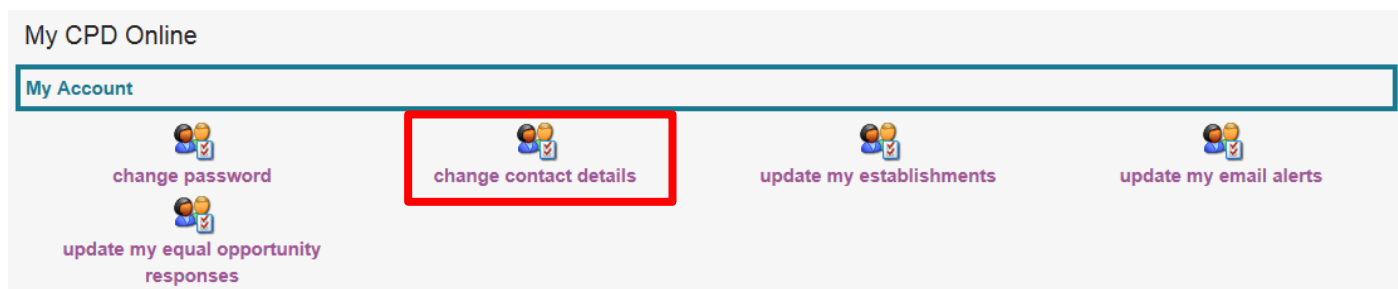 My CPD Online
My Account
change password
change contact details
update my establishments
update my email alerts
update my equal opportunity
responses